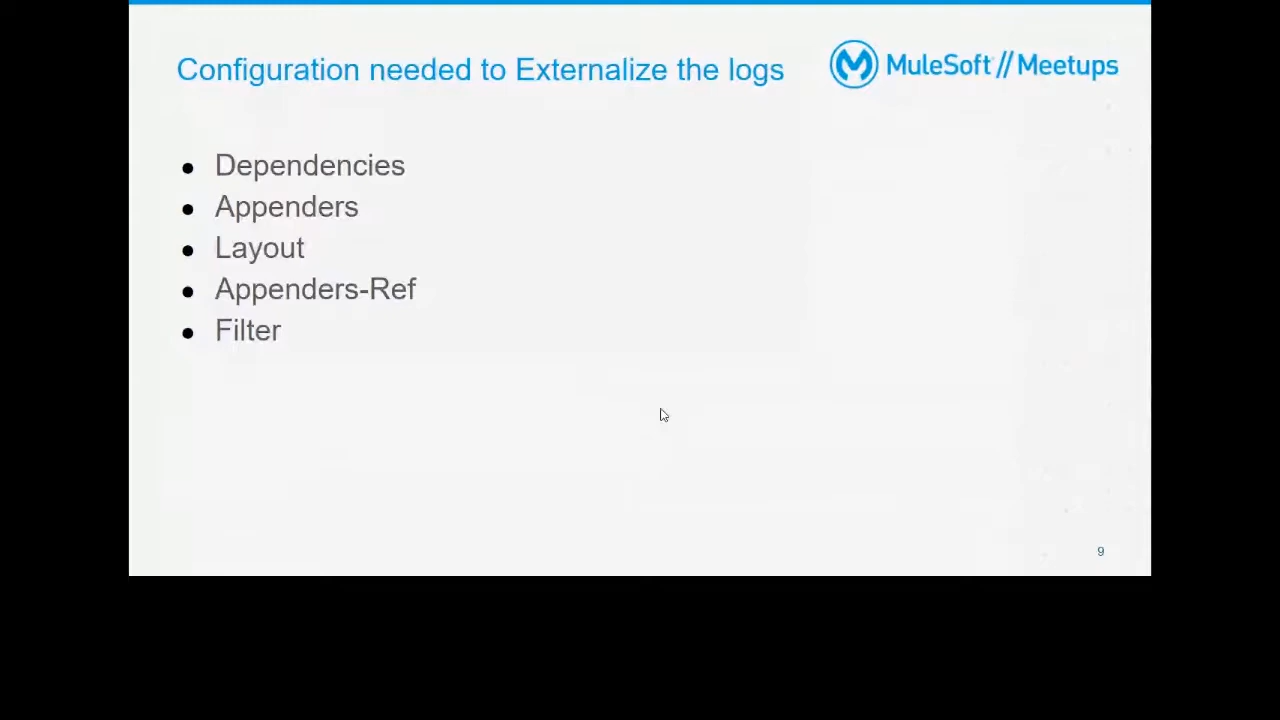 Configuration needed to Externalize the logs
MuleSoft // Meetups
● Dependencies
● Appenders
● Layout
● Appenders-Ref
● Filter
9